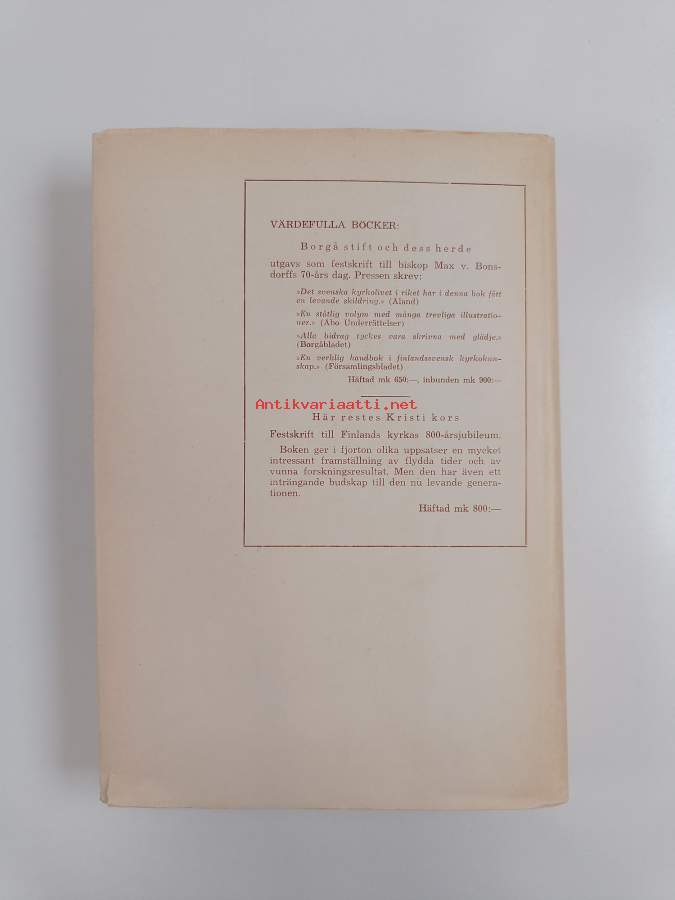 VÄRDEFULLA BÖCKER:
Borgå stift och dess herde
utgavs som festskrift till biskop Max v. Bons-
dorffs 70-års dag. Pressen skrev:
»Det svenska kyrkolivet i riket har i denna bok fått
en levande skildring.» (Åland)
»En ståtlig volym med många trevliga illustratio-
ner.» (Åbo Underrättelser)
»Alla bidrag tyckes vara skrivna med glädje.»
(Borgåbladet)
»En verklig handbok i finlandssvensk kyrkokun-
skap.» (Församlingsbladet)
Häftad mk 650:—, inbunden mk 900:—
Antikvariaatti.net
Här restes Kristi kors
Festskrift till Finlands kyrkas 800-årsjubileum.
Boken ger i fjorton olika uppsatser en mycket
intressant framställning av flydda tider och av
vunna forskningsresultat. Men den har även ett
inträngande budskap till den nu levande genera-
tionen.
Häftad mk 800:—